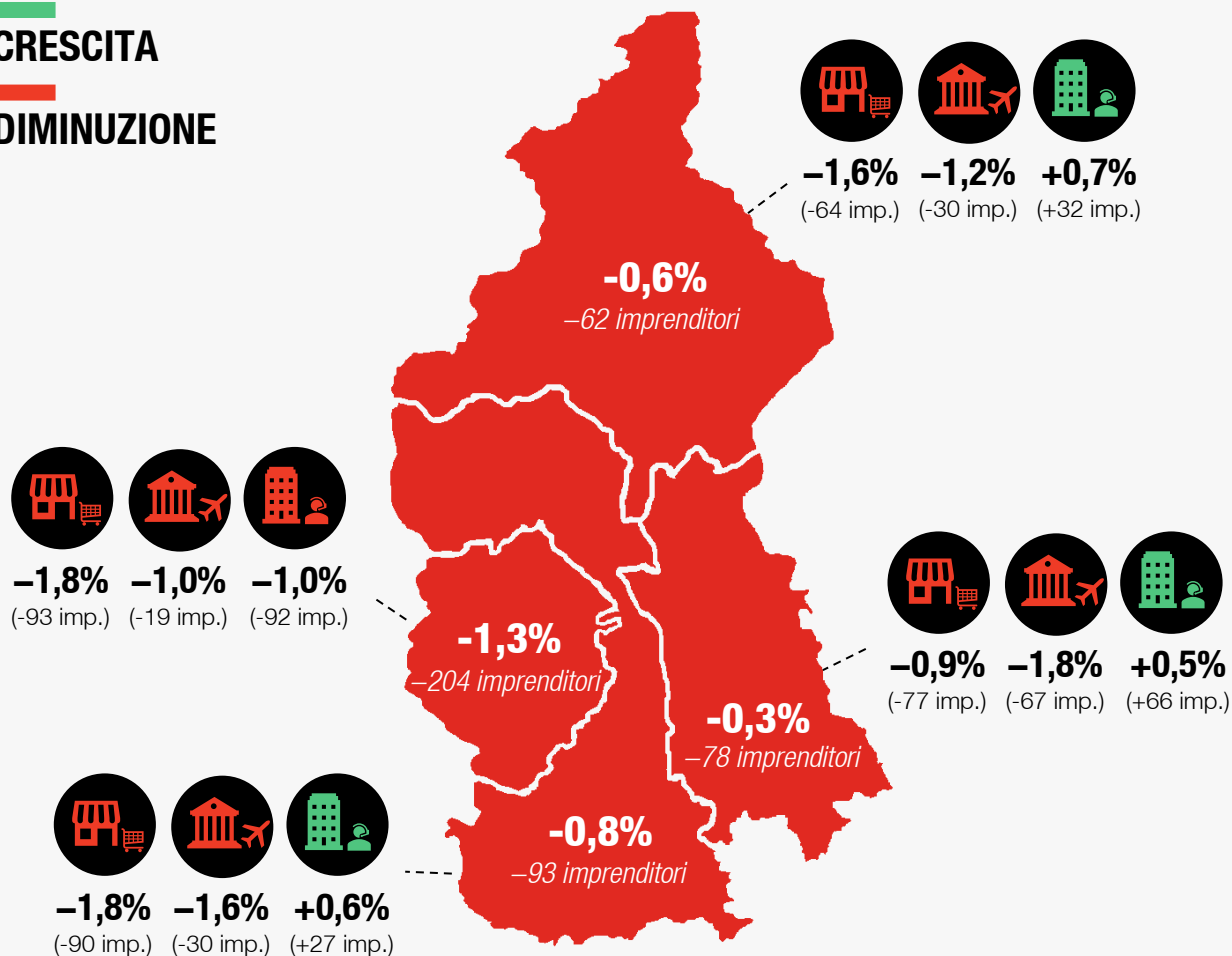 CRESCITA
DIMINUZIONE
–1,6% –1,2% +0,7%
(-64 imp.) (-30 imp.) (+32 imp.)
-0,6%
–62 imprenditori
–1,8% –1,0% –1,0%
(-93 imp.) (-19 imp.) (-92 imp.)
-1,3%
–204 imprenditori
–0,9% –1,8% +0,5%
(-77 imp.) (-67 imp.) (+66 imp.)
-0,3%
–78 imprenditori
-0,8%
–93 imprenditori
–1,8% –1,6% +0,6%
(-90 imp.) (-30 imp.) (+27 imp.)